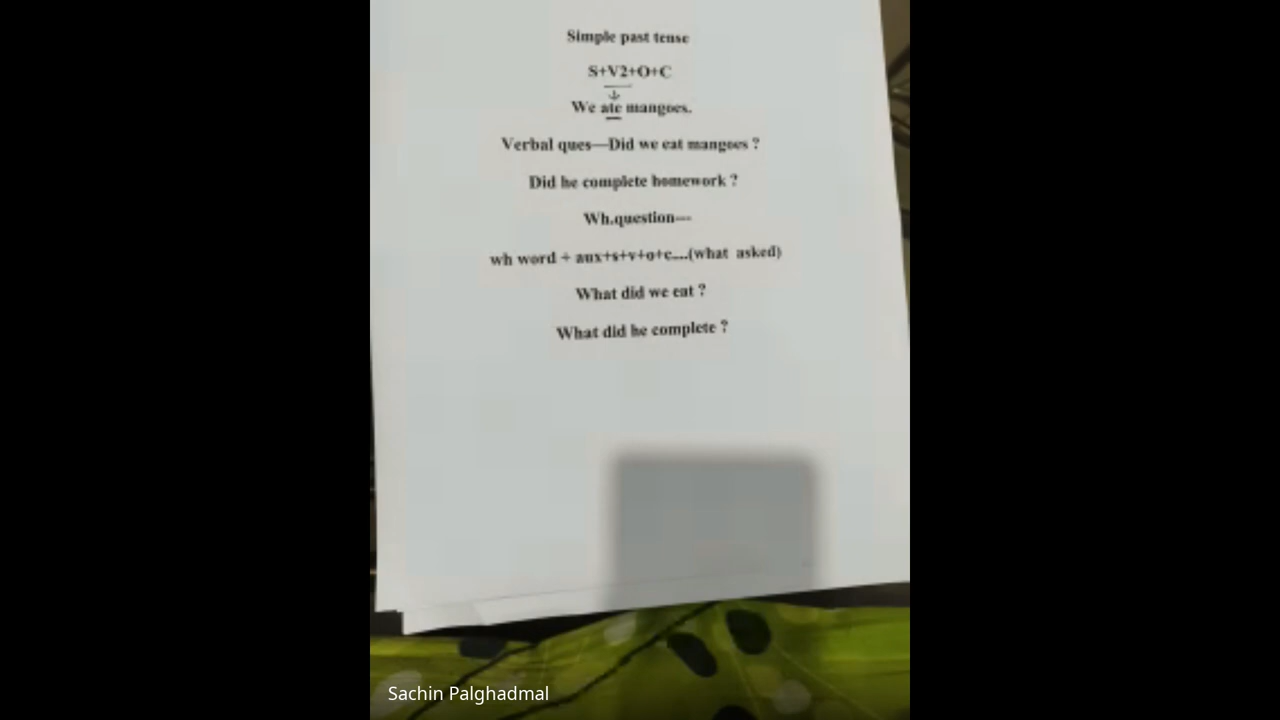 Simple past tense
S+V2+O+C
We ate mangoes.
Verbal ques—Did we eat mangoes ?
Did he complete homework ?
Wh.question---
wh word + aux+s+v+o+c....(what asked)
What did we eat ?
What did he complete ?
Sachin Palghadmal